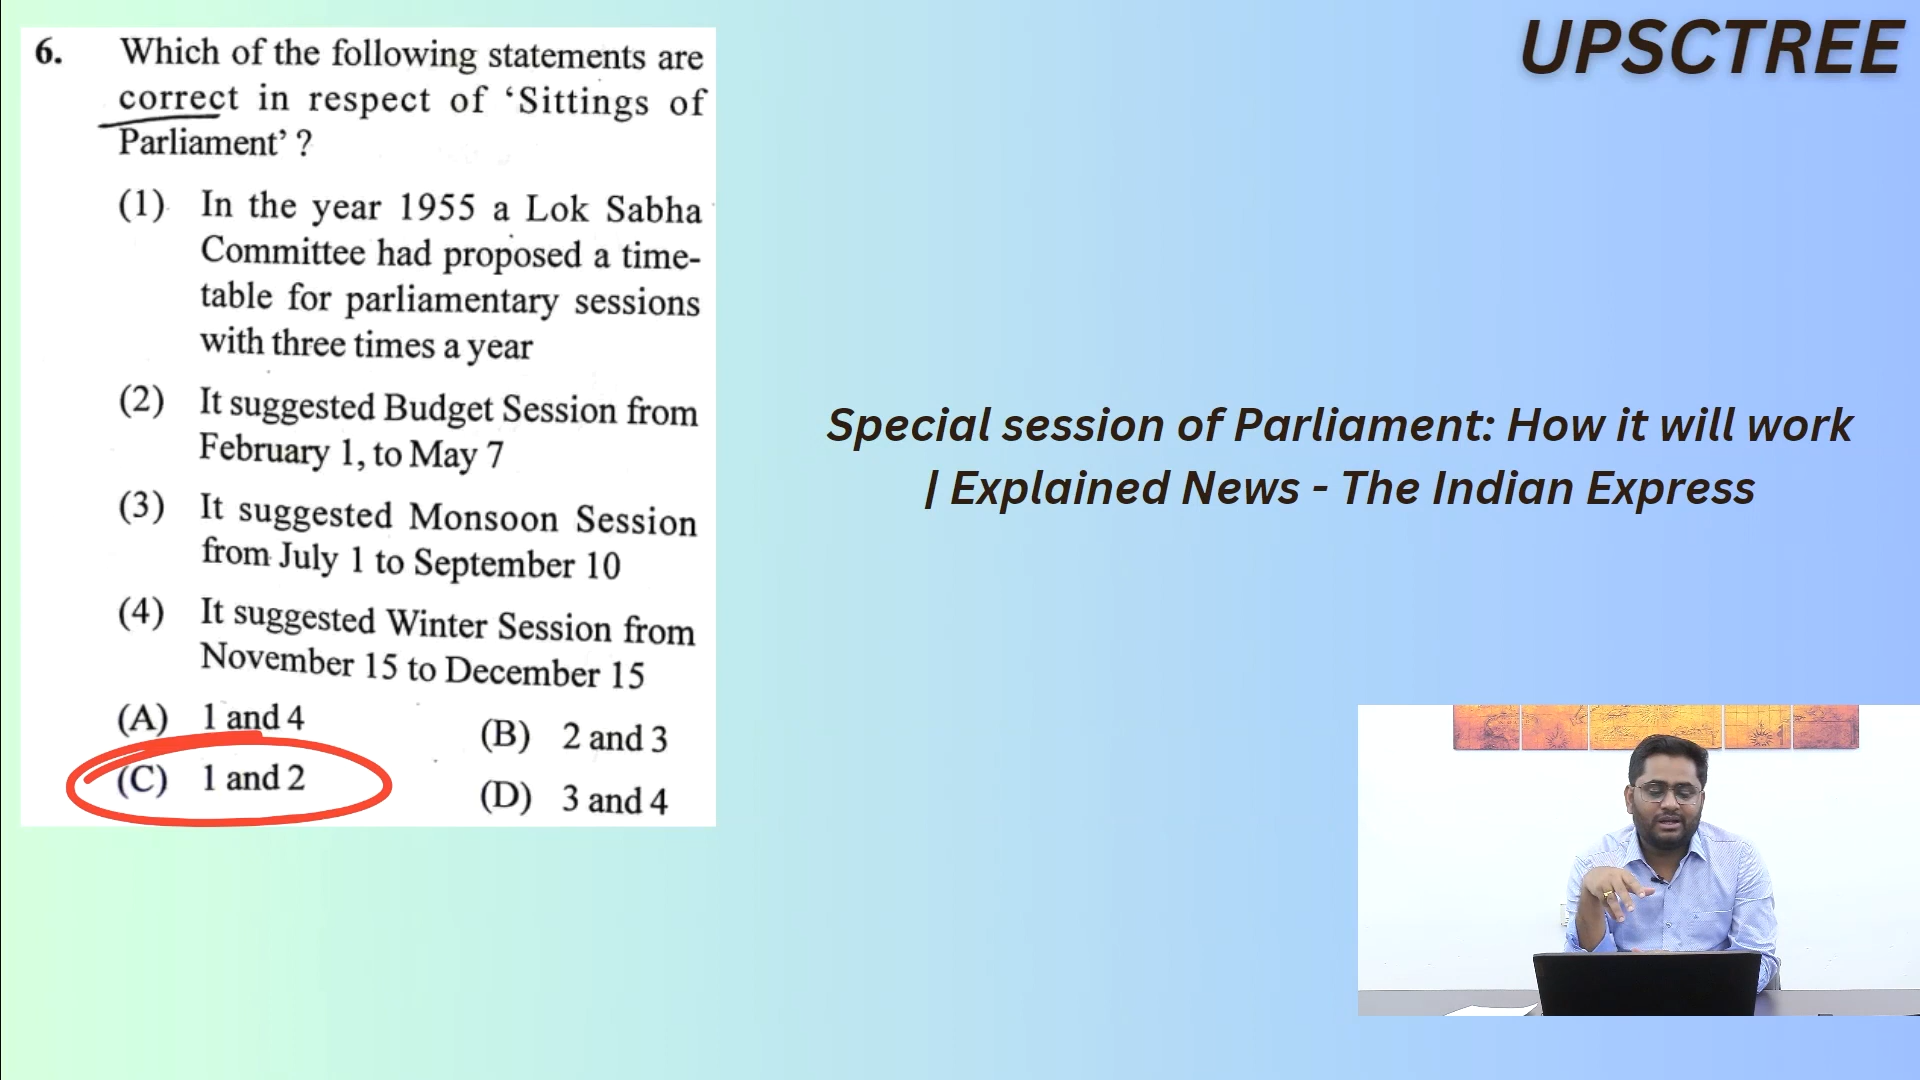 UPSCTREE
6. Which of the following statements are
correct in respect of ‘Sittings of
Parliament’ ?
(1) In the year 1955 a Lok Sabha
Committee had proposed a time-
table for parliamentary sessions
with three times a year
(2) It suggested Budget Session from
February 1, to May 7
(3) It suggested Monsoon Session
from July 1 to September 10
(4) It suggested Winter Session from
November 15 to December 15
(A) 1 and 4
(B) 2 and 3
(C) 1 and 2
(D) 3 and 4
Special session of Parliament: How it will work
| Explained News - The Indian Express